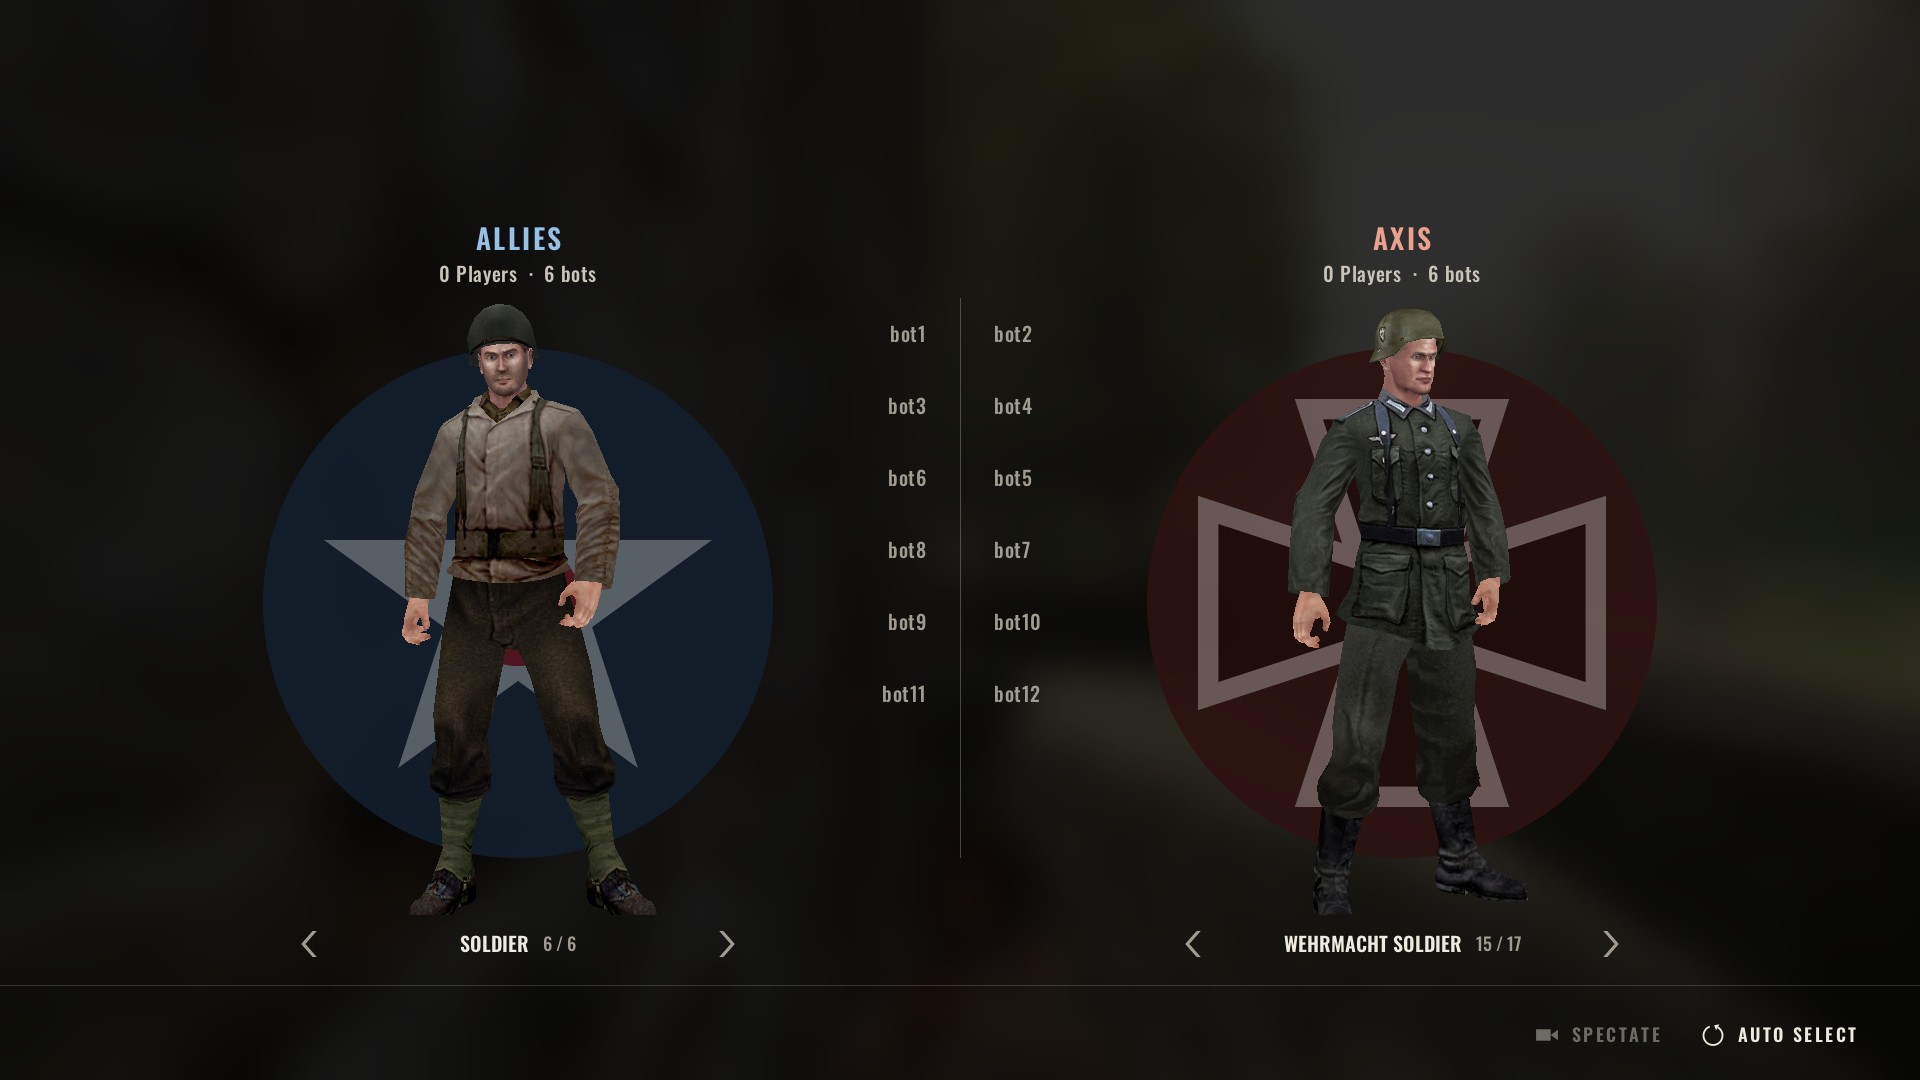 ALLIES
0 Players · 6 bots
AXIS
0 Players · 6 bots
bot1
bot2
bot3
bot4
bot6
bot5
bot8
bot7
bot9
bot10
bot11
bot12
SOLDIER 6 / 6
WEHRMACHT SOLDIER 15 / 17
SPECTATE
AUTO SELECT